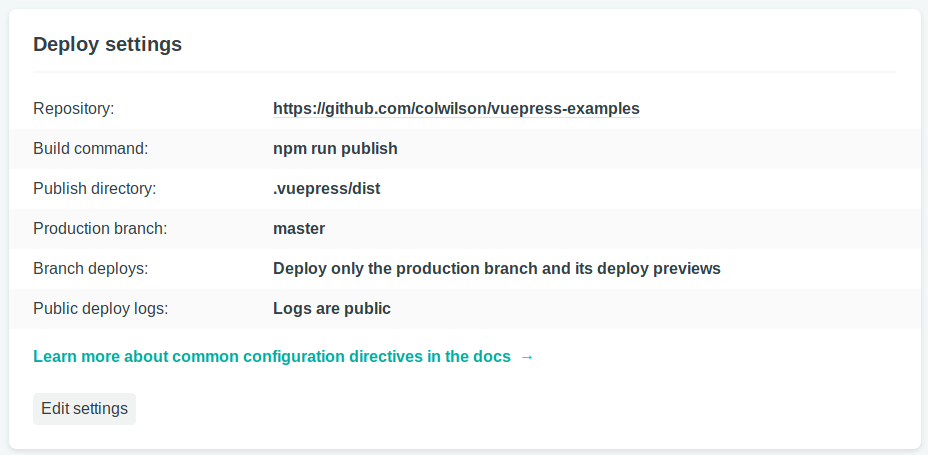 Deploy settings
Repository: https://github.com/colwilson/vuepress-examples
Build command: npm run publish
Publish directory: .vuepress/dist
Production branch: master
Branch deploys: Deploy only the production branch and its deploy previews
Public deploy logs: Logs are public
Learn more about common configuration directives in the docs →
Edit settings